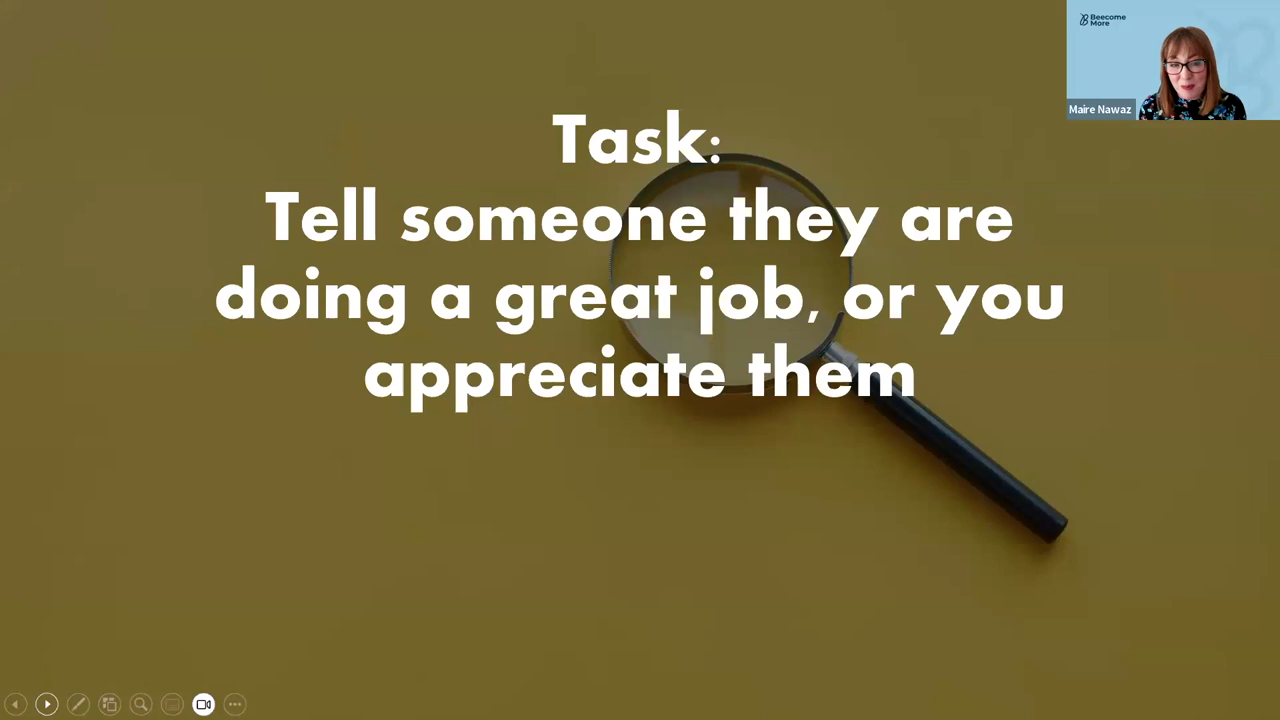 Beecome
More
Maire Nawaz
Task:
Tell someone they are
doing a great job, or you
appreciate them